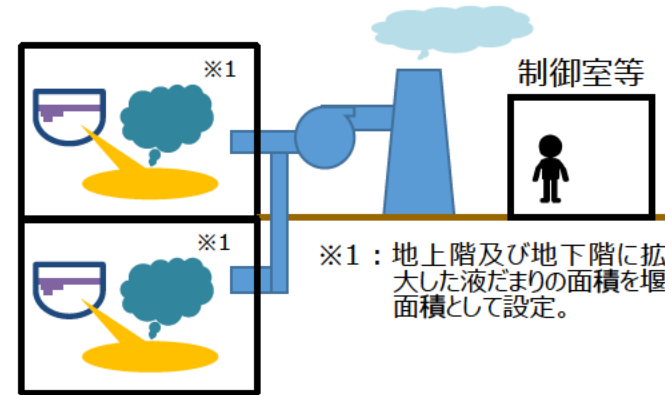 ※1
制御室等
※1
※1：地上階及び地下階に拡
大した液だまりの面積を堰
面積として設定。